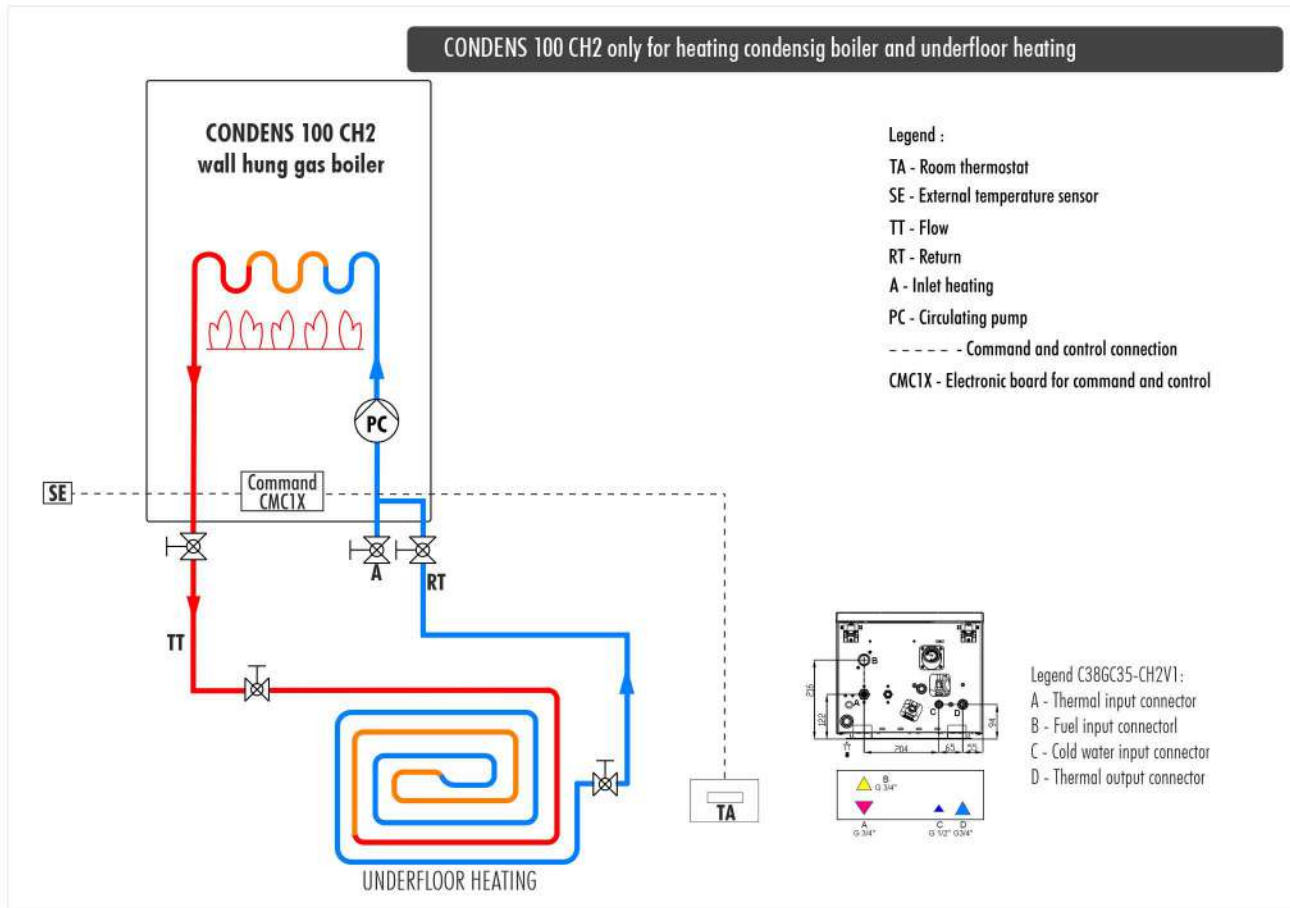 CONDENS 100 CH2 only for heating condensig boiler and underfloor heating
CONDENS 100 CH2
wall hung gas boiler
Legend :
TA - Room thermostat
SE - External temperature sensor
TT - Flow
RT - Return
A - Inlet heating
PC - Circulating pump
- - - - - - - Command and control connection
CMC1X - Electronic board for command and control
PC
SE
Command
CMC1X
A
RT
TT
TA
UNDERFLOOR HEATING
B
A
C
D
216
122
94
204
65
55
B
G 3/4"
A
G 3/4"
C
G 1/2"
D
G3/4"
Legend C38GC35-CH2V1:
A - Thermal input connector
B - Fuel input connectorl
C - Cold water input connector
D - Thermal output connector